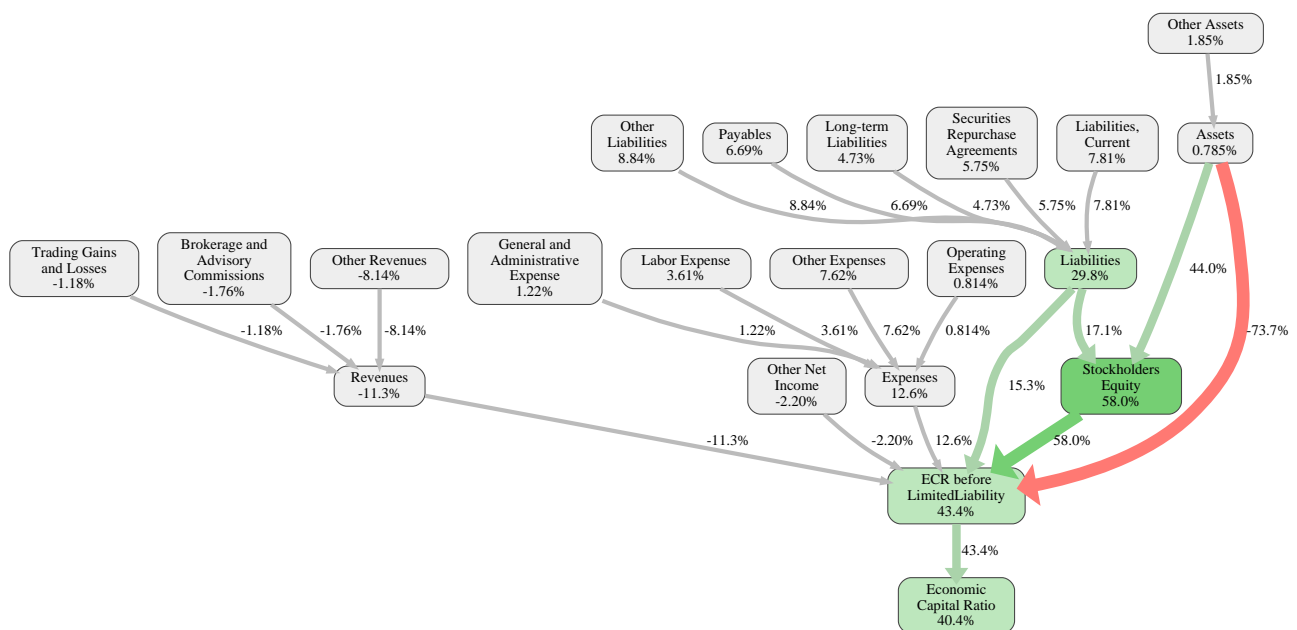 Other Assets
1.85%
1.85%
Other
Liabilities
8.84%
Payables
6.69%
Long-term
Liabilities
4.73%
Securities
Repurchase
Agreements
5.75%
Liabilities,
Current
7.81%
Assets
0.785%
8.84%
6.69%
4.73%
5.75%
7.81%
Trading Gains
and Losses
-1.18%
Brokerage and
Advisory
Commissions
-1.76%
Other Revenues
-8.14%
General and
Administrative
Expense
1.22%
Labor Expense
3.61%
Other Expenses
7.62%
Operating
Expenses
0.814%
Liabilities
29.8%
44.0%
-1.18%
-1.76%
-8.14%
1.22%
3.61%
7.62%
0.814%
17.1%
-73.7%
Revenues
-11.3%
Other Net
Income
-2.20%
Expenses
12.6%
15.3%
Stockholders
Equity
58.0%
-11.3%
-2.20%
12.6%
58.0%
ECR before
LimitedLiability
43.4%
43.4%
Economic
Capital Ratio
40.4%